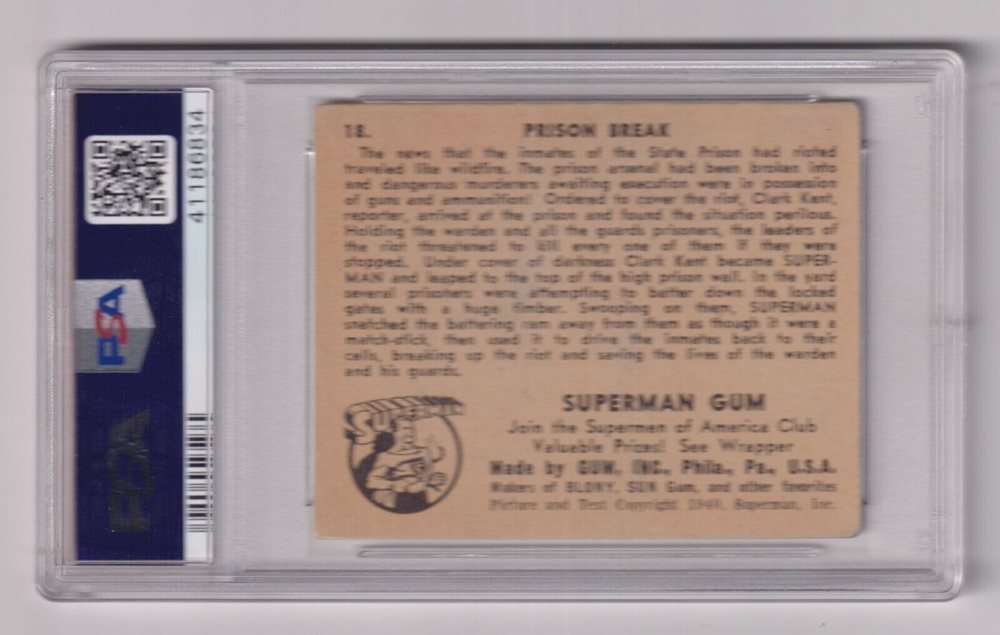 41186834
PSA
PSA
18. PRISON BREAK
The news that the inmates of the State Prison had rioted
traveled like wildfire. The prison arsenal had been broken into
and dangerous murderers awaiting execution were in possession
of guns and ammunition! Ordered to cover the riot, Clark Kent,
reporter, arrived at the prison and found the situation perilous.
Holding the warden and all the guards prisoners, the leaders of
the riot threatened to kill every one of them if they were
stopped. Under cover of darkness Clark Kent became SUPER-
MAN and leaped to the top of the high prison wall. In the yard
several prisoners were attempting to batter down the locked
gates with a huge timber. Swooping on them, SUPERMAN
snatched the battering ram away from them as though it were a
match-stick, then used it to drive the inmates back to their
cells, breaking up the riot and saving the lives of the warden
and his guards.
SUPERMAN
SUPERMAN GUM
Join the Supermen of America Club
Valuable Prizes! See Wrapper
Made by GUM, INC., Phila., Pa., U.S.A.
Makers of BLONY, SUN Gum, and other favorites
Picture and Text Copyright 1940, Superman, Inc.